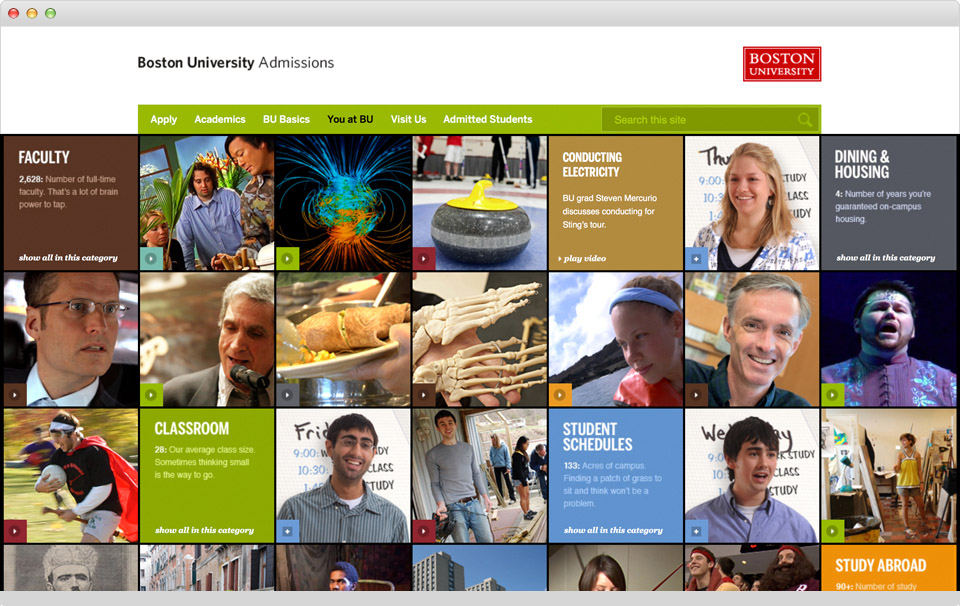 Boston University Admissions
BOSTON
UNIVERSITY
Apply Academics BU Basics You at BU Visit Us Admitted Students Search this site
FACULTY
2,628: Number of full-time
faculty. That's a lot of brain
power to tap.
show all in this category
CONDUCTING
ELECTRICITY
BU grad Steven Mercurio
discusses conducting for
Sting's tour.
play video
Thu
9:00
10:30
1:4
STUDY
CLASS
DINING &
HOUSING
4: Number of years you're
guaranteed on-campus
housing.
show all in this category
CLASSROOM
28: Our average class size.
Sometimes thinking small
is the way to go.
show all in this category
Frid
9:00
10:30
STUDY
CLASS
STUDY
STUDENT
SCHEDULES
133: Acres of campus.
Finding a patch of grass to
sit and think won't be a
problem.
show all in this category
We day
9:00
10:30
STUDY
CLASS
STUDY
STUDY ABROAD
90+: Number of study